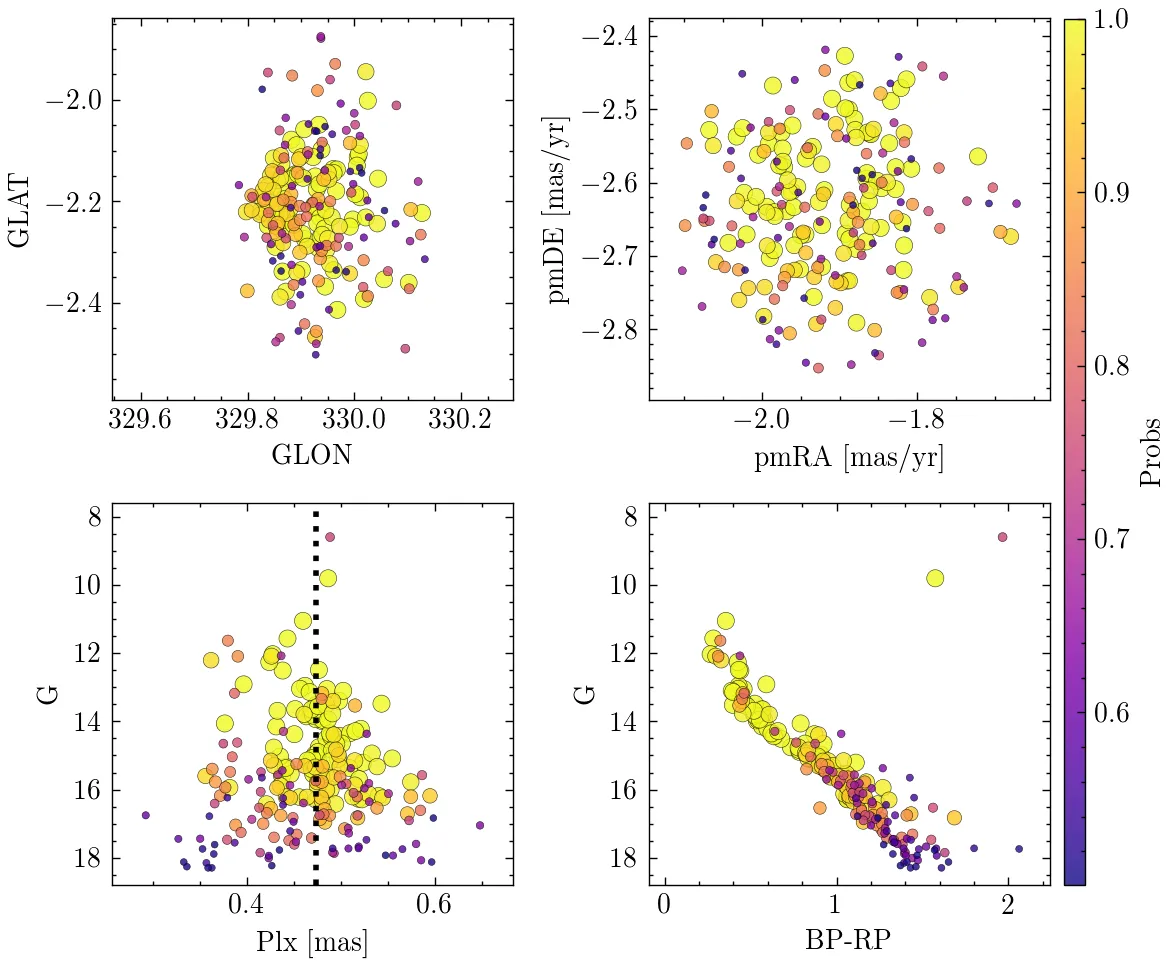 −2.0
−2.2
−2.4
GLAT
329.6 329.8 330.0 330.2
GLON
−2.4
−2.5
−2.6
−2.7
−2.8
pmDE [mas/yr]
−2.0 −1.8
pmRA [mas/yr]
8
10
12
14
16
18
G
0.4 0.6
Plx [mas]
8
10
12
14
16
18
G
0 1 2
BP-RP
1.0
0.9
0.8
0.7
0.6
Probs